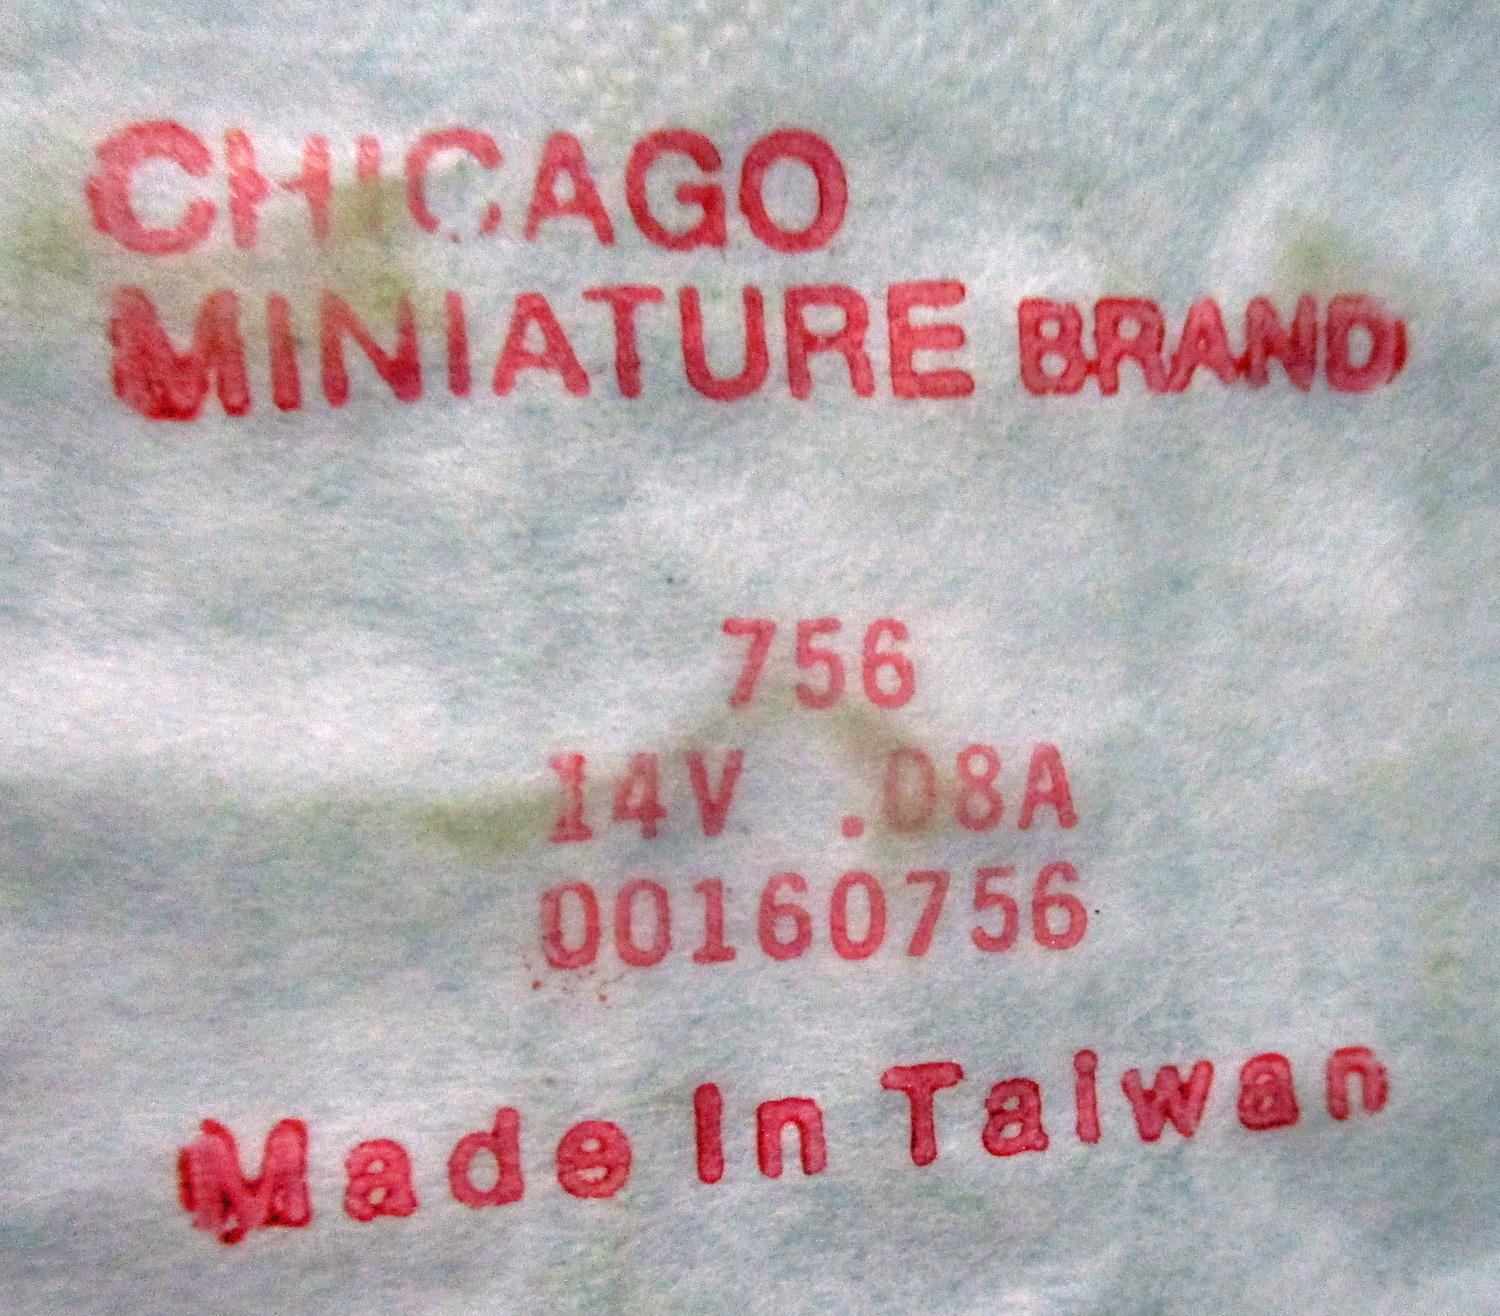 CHICAGO
MINIATURE BRAND
756
14V .08A
00160756
Made In Taiwan